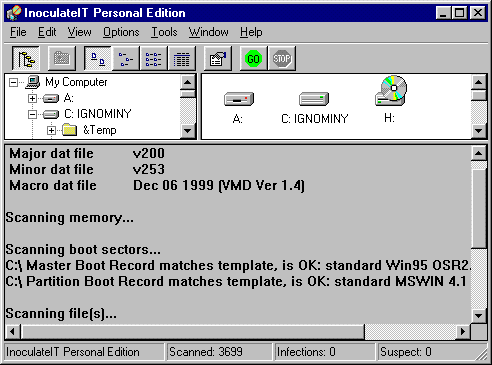 InoculateIT Personal Edition
File Edit View Options Tools Window Help
GO STOP
My Computer
A:
C: IGNOMINY
&Temp
A: C: IGNOMINY H:
Major dat file v200
Minor dat file v253
Macro dat file Dec 06 1999 (VMD Ver 1.4)
Scanning memory...
Scanning boot sectors...
C:\ Master Boot Record matches template, is OK: standard Win95 OSR2.
C:\ Partition Boot Record matches template, is OK: standard MSWIN 4.1
Scanning file(s)...
InoculateIT Personal Edition Scanned: 3699 Infections: 0 Suspect: 0